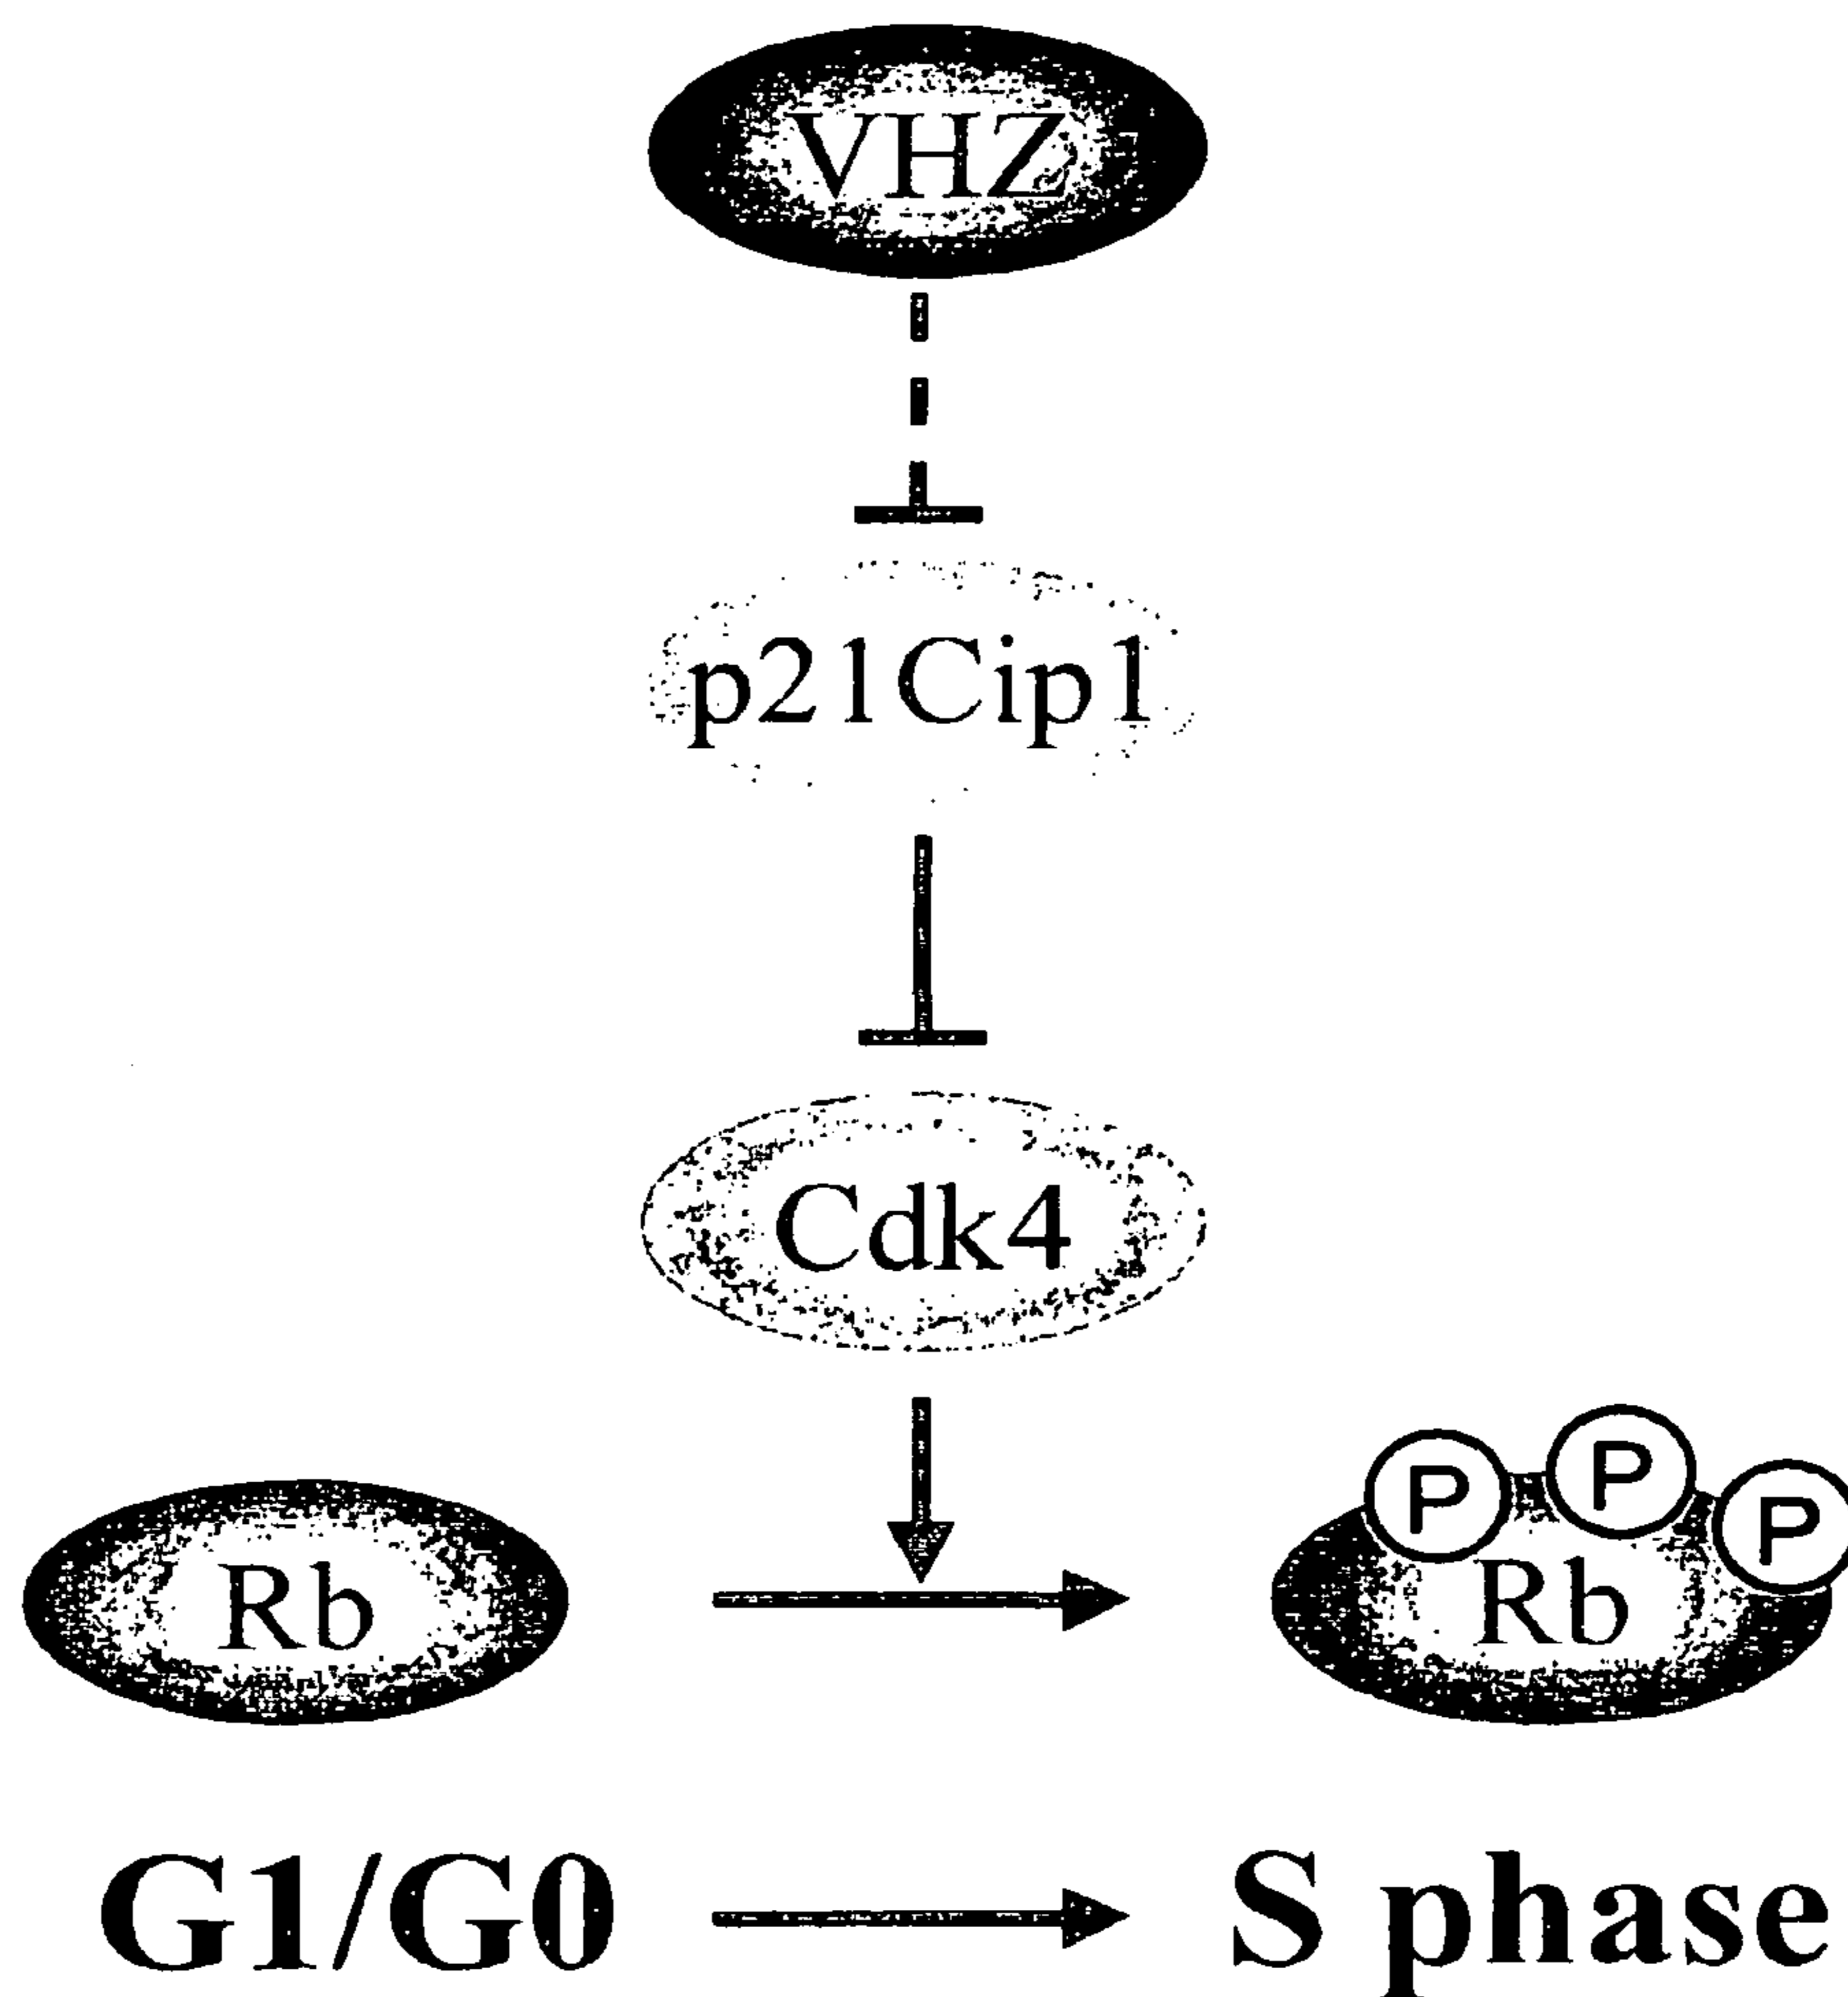 VHZ
p21Cip1
Cdk4
P P P
Rb Rb
G1/G0 S phase